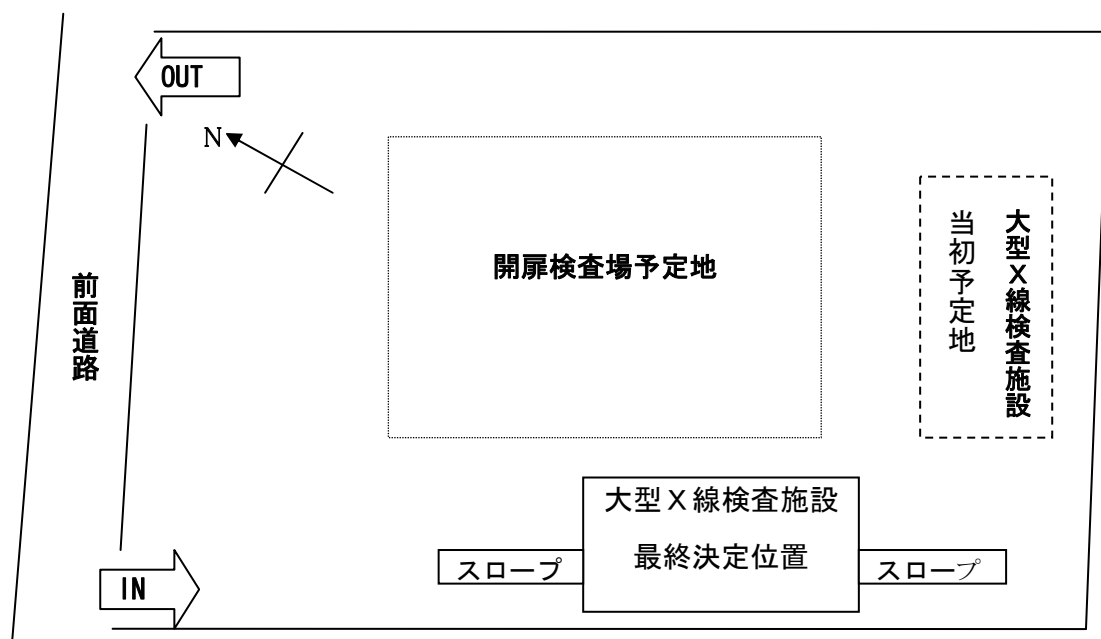 OUT
N
開扉検査場予定地
大型X線検査施設
当初予定地
前面道路
大型X線検査施設
最終決定位置
スロープ
スロープ
IN